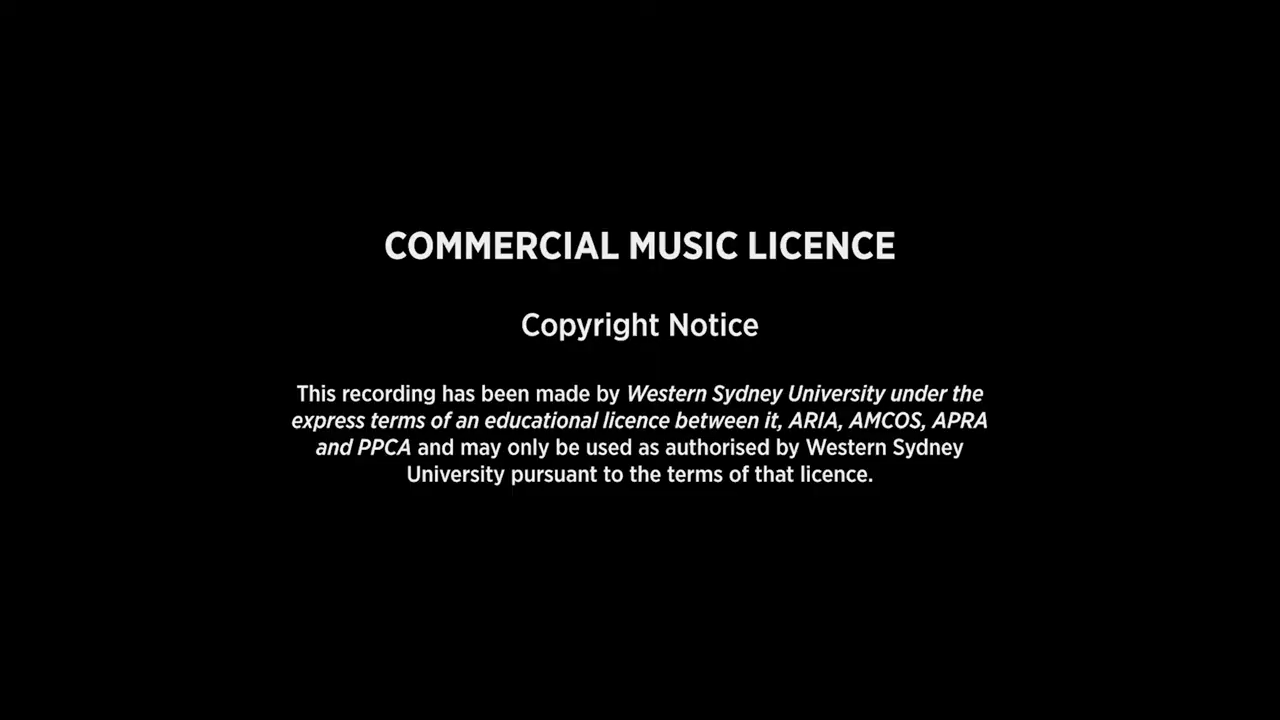 COMMERCIAL MUSIC LICENCE
Copyright Notice
This recording has been made by Western Sydney University under the
express terms of an educational licence between it, ARIA, AMCOS, APRA
and PPCA and may only be used as authorised by Western Sydney
University pursuant to the terms of that licence.